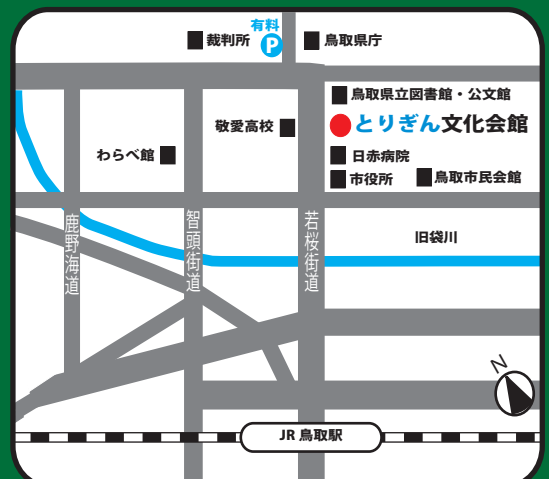 有料
P
裁判所
鳥取県庁
鳥取県立図書館・公文館
とりぎん文化会館
敬愛高校
わらべ館
日赤病院
市役所
鳥取市民会館
鹿野海道
智頭街道
若桜街道
旧袋川
N
JR 鳥取駅